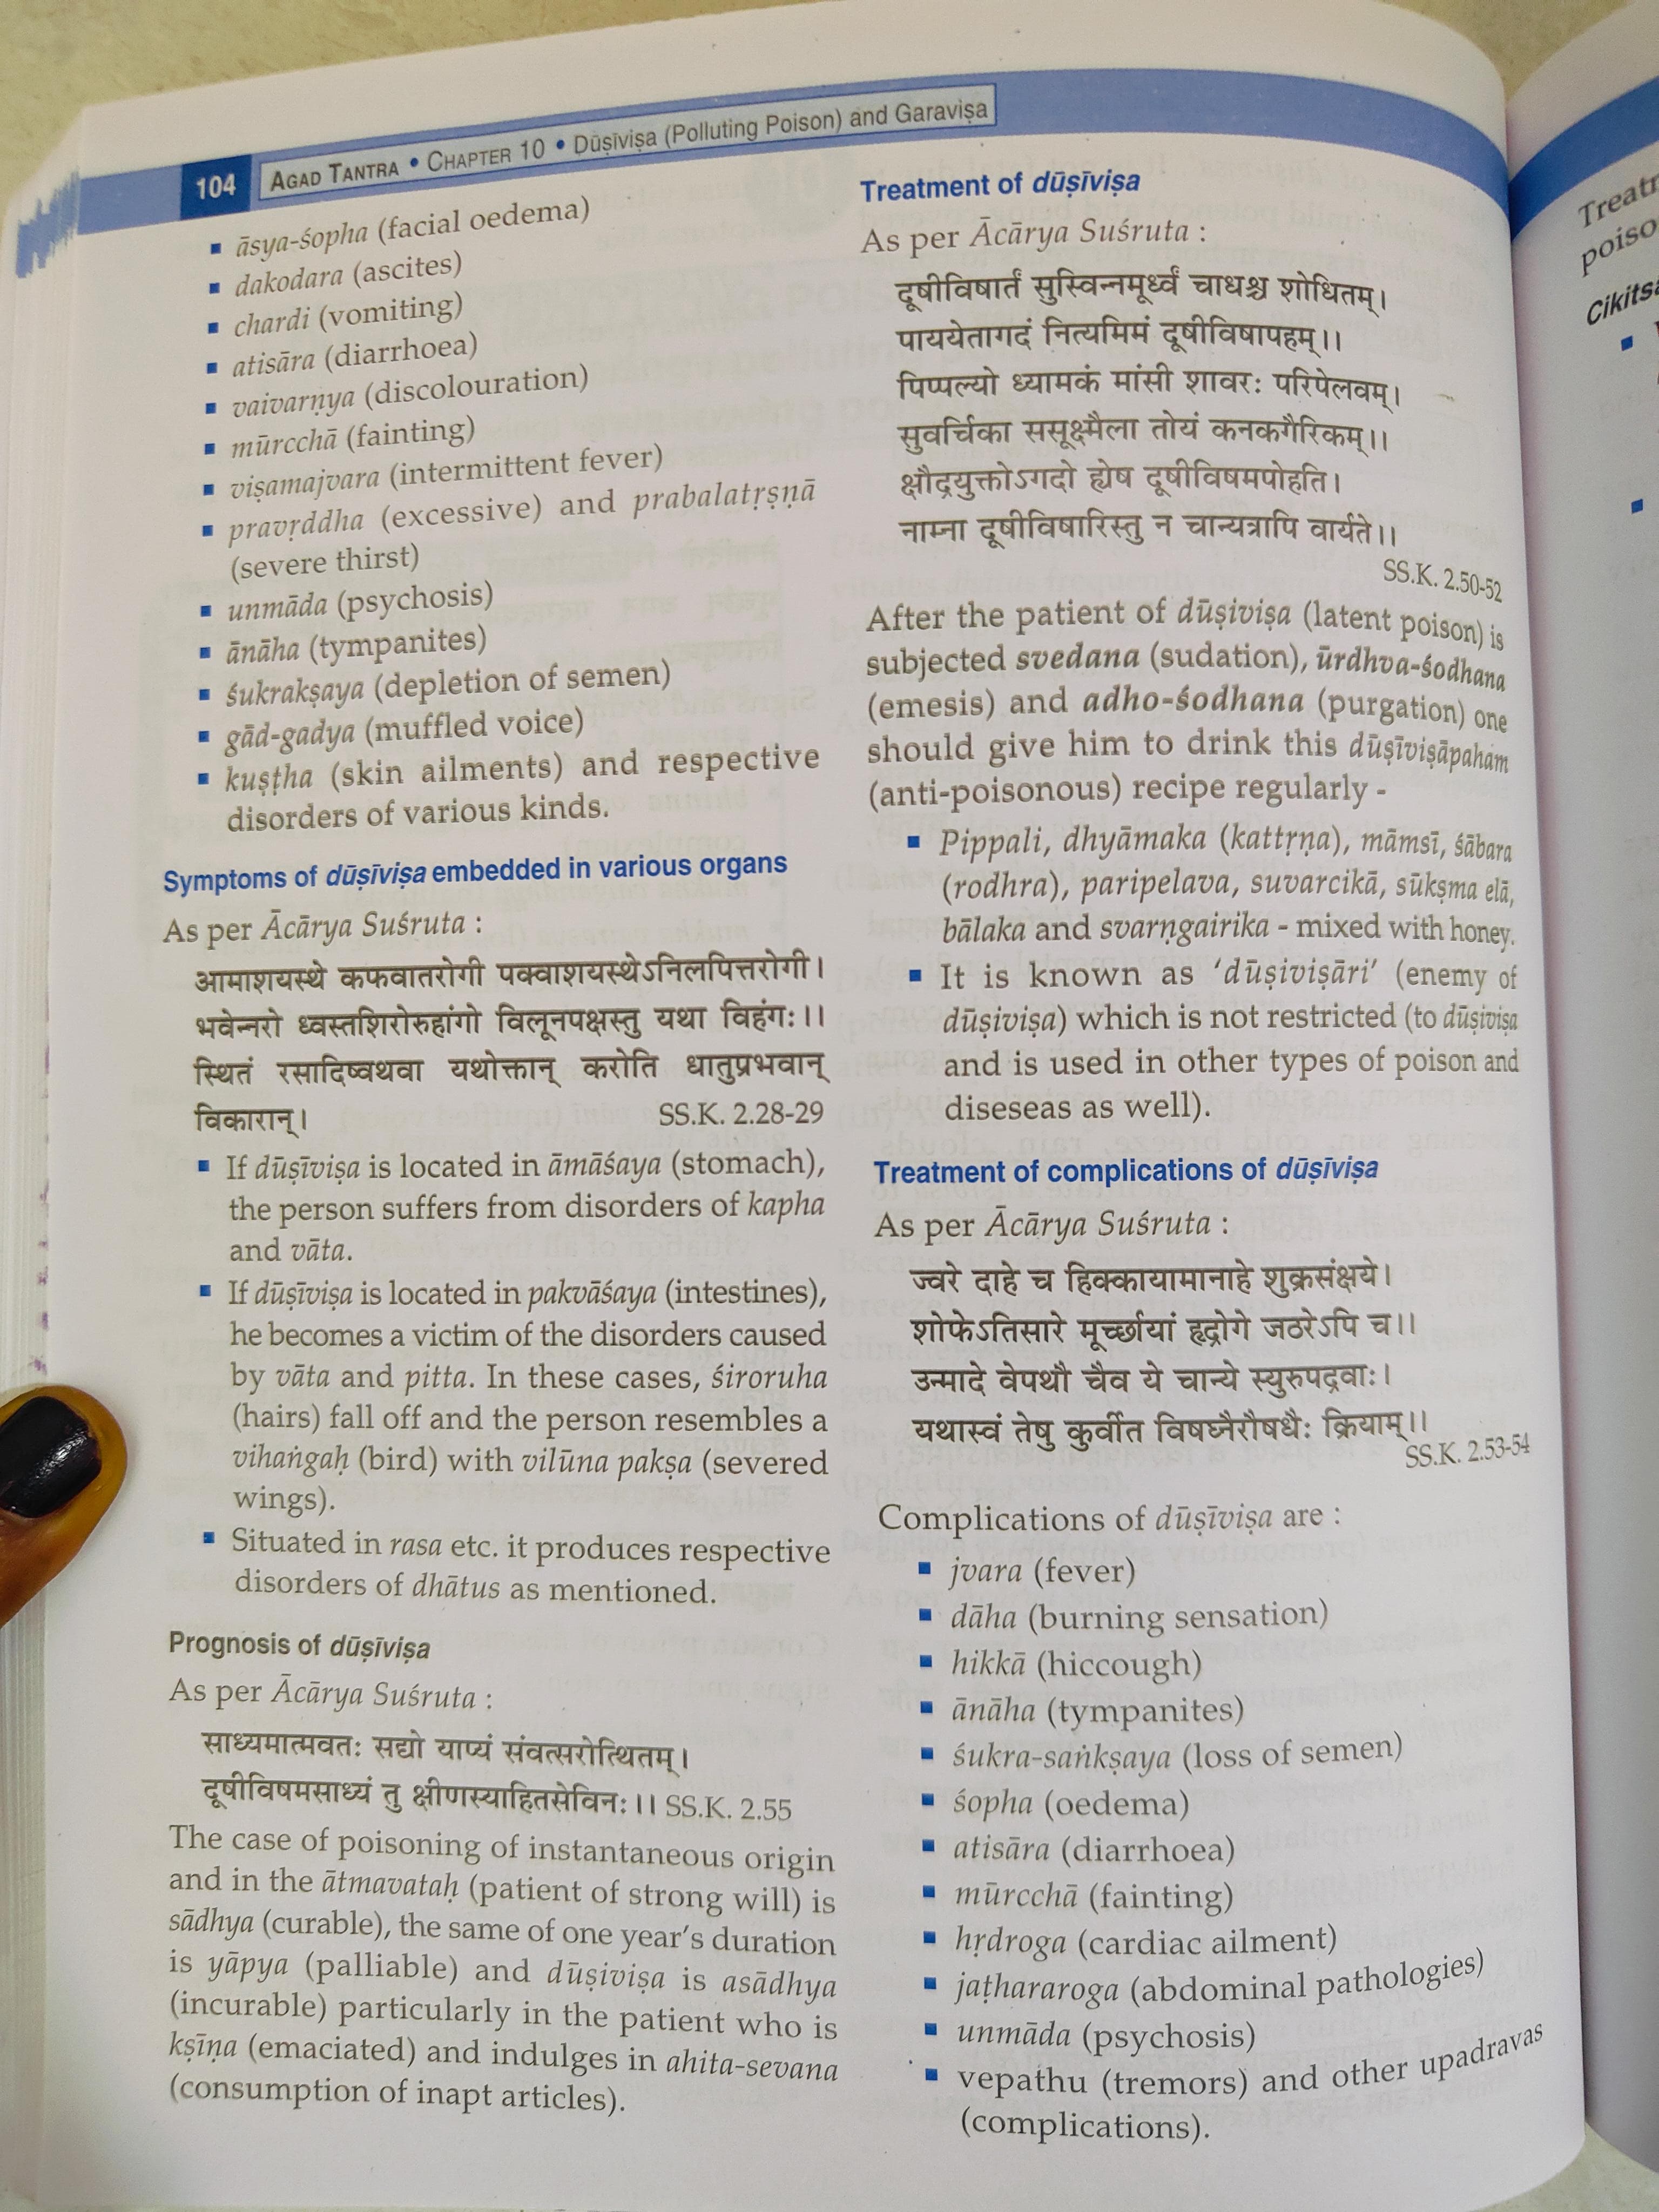 104 AGAD TANTRA • CHAPTER 10 • Dūṣīviṣa (Polluting Poison) and Garaviṣa
▪ āsya-śopha (facial oedema)
▪ dakodara (ascites)
▪ chardi (vomiting)
▪ atisāra (diarrhoea)
▪ vaivarṇya (discolouration)
▪ mūrcchā (fainting)
▪ viṣamajvara (intermittent fever)
▪ pravṛddha (excessive) and prabalatṛṣṇā
(severe thirst)
▪ unmāda (psychosis)
▪ ānāha (tympanites)
▪ śukrakṣaya (depletion of semen)
▪ gād-gadya (muffled voice)
▪ kuṣṭha (skin ailments) and respective
disorders of various kinds.
Symptoms of dūṣīviṣa embedded in various organs
As per Ācārya Suśruta :
आमाशयस्थे कफवातरोगी पक्वाशयस्थेऽनिलपित्तरोगी।
भवेन्नरो ध्वस्तशिरोरुहांगो विलूनपक्षस्तु यथा विहंगः।।
स्थितं रसादिष्वथवा यथोक्तान् करोति धातुप्रभवान्
विकारान्। SS.K. 2.28-29
▪ If dūṣīviṣa is located in āmāśaya (stomach),
the person suffers from disorders of kapha
and vāta.
▪ If dūṣīviṣa is located in pakvāśaya (intestines),
he becomes a victim of the disorders caused
by vāta and pitta. In these cases, śiroruha
(hairs) fall off and the person resembles a
vihaṅgaḥ (bird) with vilūna pakṣa (severed
wings).
▪ Situated in rasa etc. it produces respective
disorders of dhātus as mentioned.
Prognosis of dūṣīviṣa
As per Ācārya Suśruta :
साध्यमात्मवतः सद्यो याप्यं संवत्सरोत्थितम्।
दूषीविषमसाध्यं तु क्षीणस्याहितसेविनः।। SS.K. 2.55
The case of poisoning of instantaneous origin
and in the ātmavataḥ (patient of strong will) is
sādhya (curable), the same of one year's duration
is yāpya (palliable) and dūṣiviṣa is asādhya
(incurable) particularly in the patient who is
kṣīṇa (emaciated) and indulges in ahita-sevana
(consumption of inapt articles).
Treatment of dūṣīviṣa
As per Ācārya Suśruta :
दूषीविषार्तं सुस्विन्नमूर्ध्वं चाधश्च शोधितम्।
पाययेतागदं नित्यमिमं दूषीविषापहम्।।
पिप्पल्यो ध्यामकं मांसी शावरः परिपेलवम्।
सुवर्चिका ससूक्ष्मैला तोयं कनकगैरिकम्।।
क्षौद्रयुक्तोऽगदो ह्येष दूषीविषमपोहति।
नाम्ना दूषीविषारिस्तु न चान्यत्रापि वार्यते।।
SS.K. 2.50-52
After the patient of dūṣiviṣa (latent poison) is
subjected svedana (sudation), ūrdhva-śodhana
(emesis) and adho-śodhana (purgation) one
should give him to drink this dūṣīviṣāpaham
(anti-poisonous) recipe regularly -
▪ Pippali, dhyāmaka (kattṛṇa), māmsī, śābara
(rodhra), paripelava, suvarcikā, sūkṣma elā,
bālaka and svarṇgairika - mixed with honey.
▪ It is known as 'dūṣiviṣāri' (enemy of
dūṣiviṣa) which is not restricted (to dūṣiviṣa
and is used in other types of poison and
diseseas as well).
Treatment of complications of dūṣīviṣa
As per Ācārya Suśruta :
ज्वरे दाहे च हिक्कायामानाहे शुक्रसंक्षये।
शोफेऽतिसारे मूर्च्छायां हृद्रोगे जठरेऽपि च।।
उन्मादे वेपथौ चैव ये चान्ये स्युरुपद्रवाः।
यथास्वं तेषु कुर्वीत विषघ्नैरौषधैः क्रियाम्।।
SS.K. 2.53-54
Complications of dūṣīviṣa are :
▪ jvara (fever)
▪ dāha (burning sensation)
▪ hikkā (hiccough)
▪ ānāha (tympanites)
▪ śukra-saṅkṣaya (loss of semen)
▪ śopha (oedema)
▪ atisāra (diarrhoea)
▪ mūrcchā (fainting)
▪ hṛdroga (cardiac ailment)
▪ jaṭhararoga (abdominal pathologies)
▪ unmāda (psychosis)
▪ vepathu (tremors) and other upadravas
(complications).